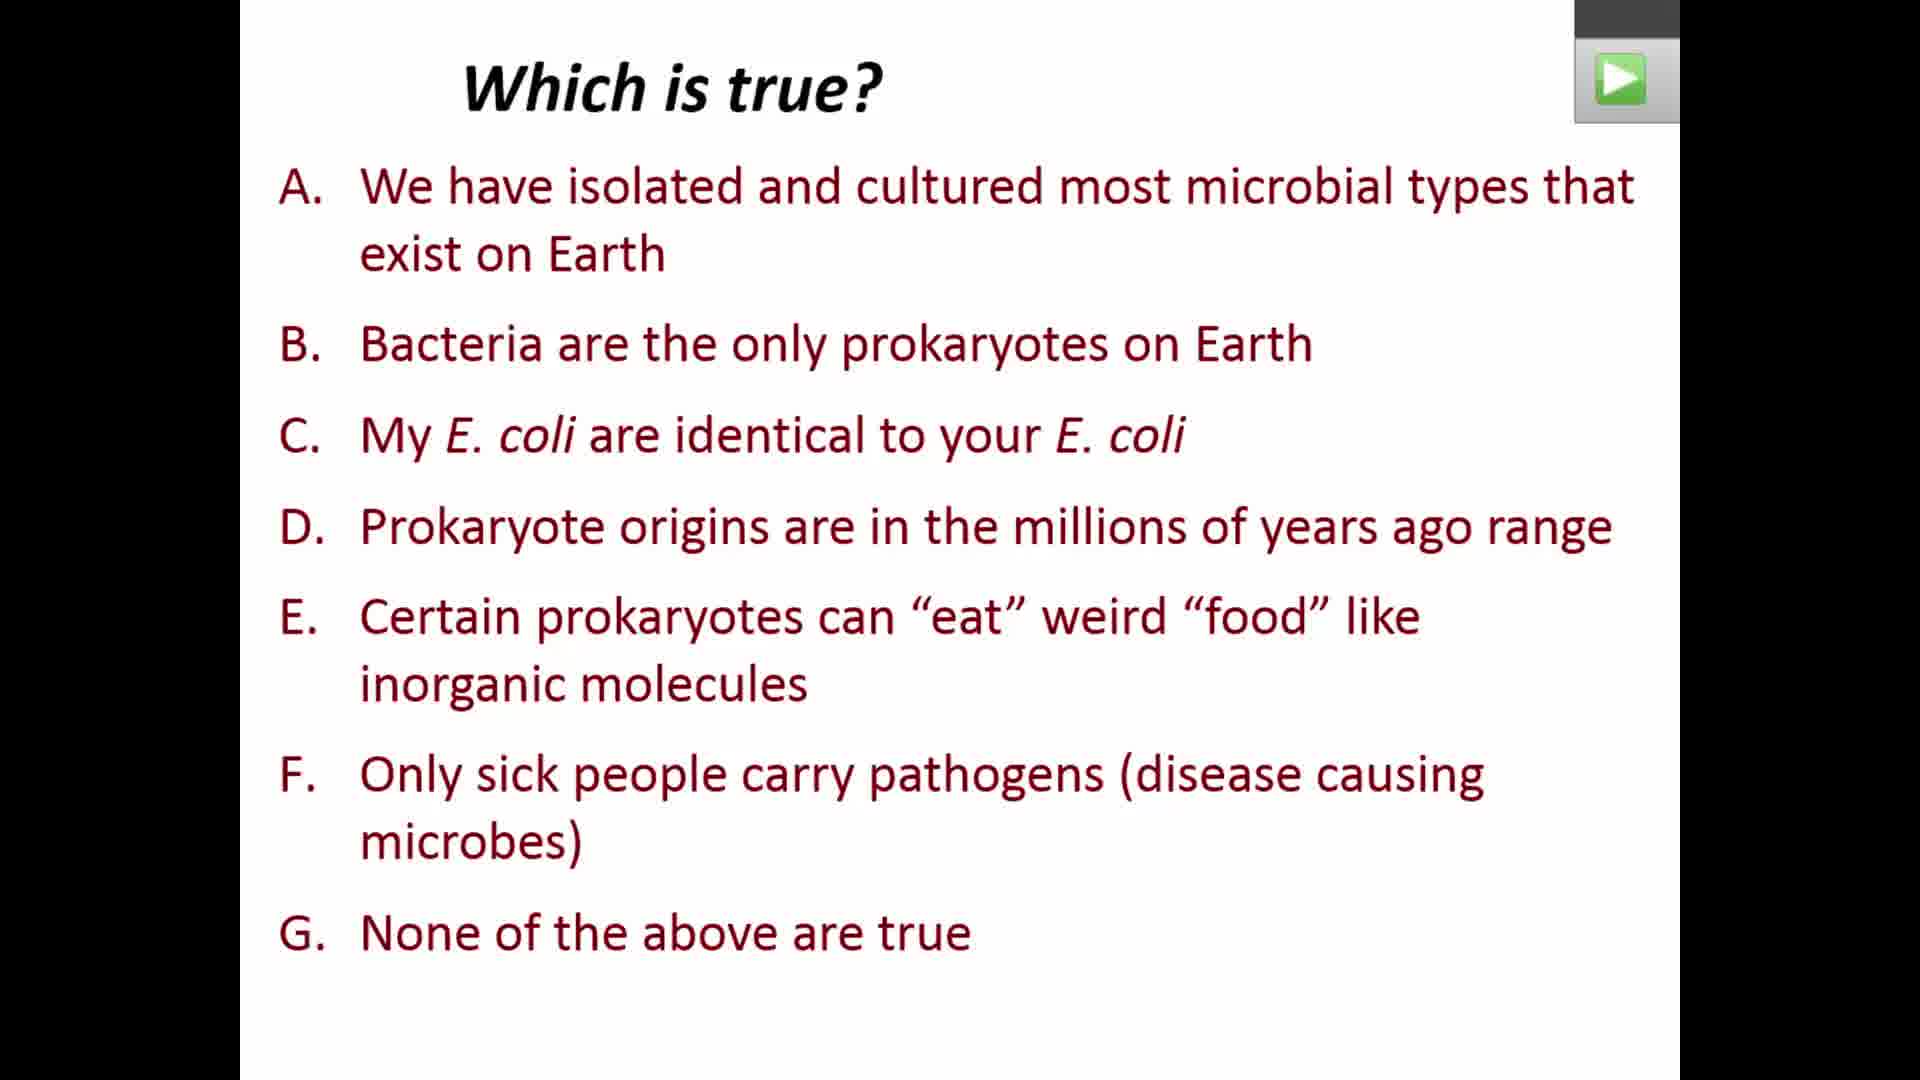 Which is true?
A. We have isolated and cultured most microbial types that
exist on Earth
B. Bacteria are the only prokaryotes on Earth
C. My E. coli are identical to your E. coli
D. Prokaryote origins are in the millions of years ago range
E. Certain prokaryotes can “eat” weird “food” like
inorganic molecules
F. Only sick people carry pathogens (disease causing
microbes)
G. None of the above are true